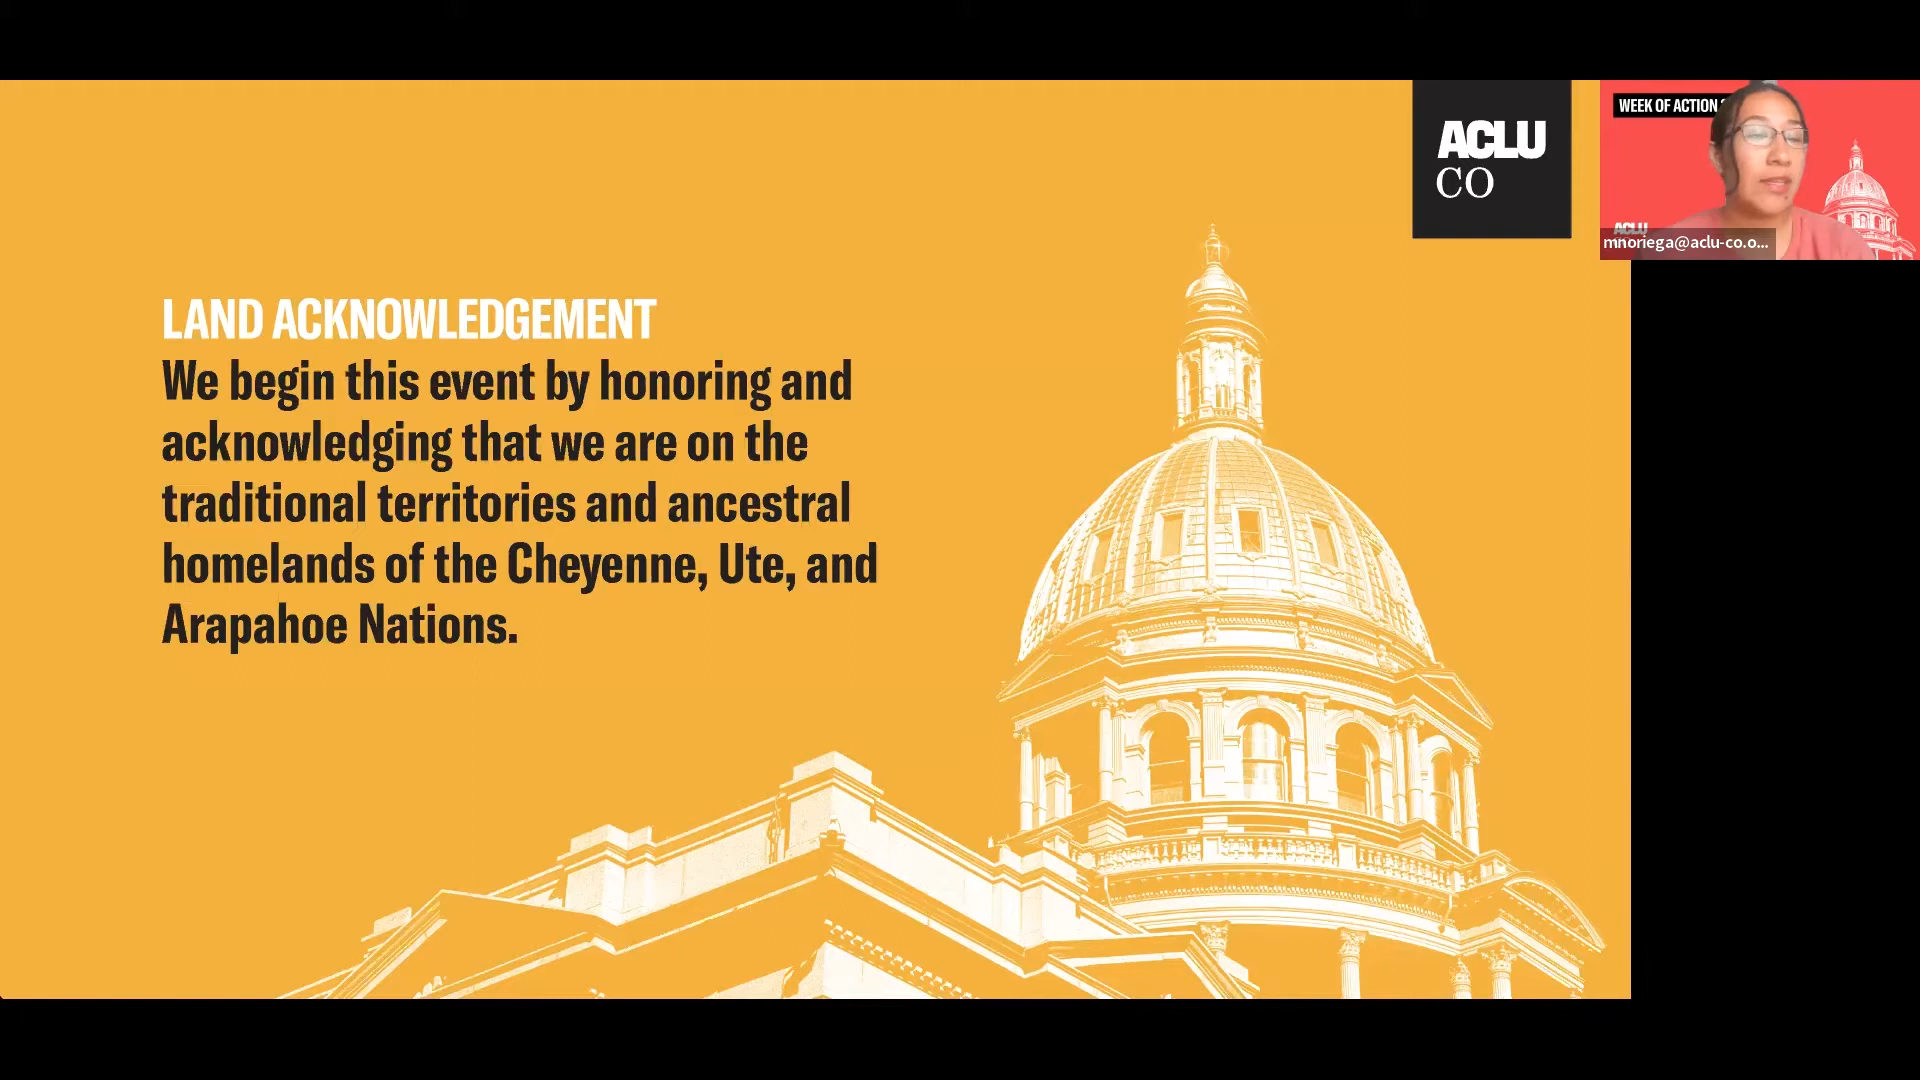 ACLU
CO
WEEK OF ACTION
ACLU
mnoriega@aclu-co.o...
LAND ACKNOWLEDGEMENT
We begin this event by honoring and
acknowledging that we are on the
traditional territories and ancestral
homelands of the Cheyenne, Ute, and
Arapahoe Nations.